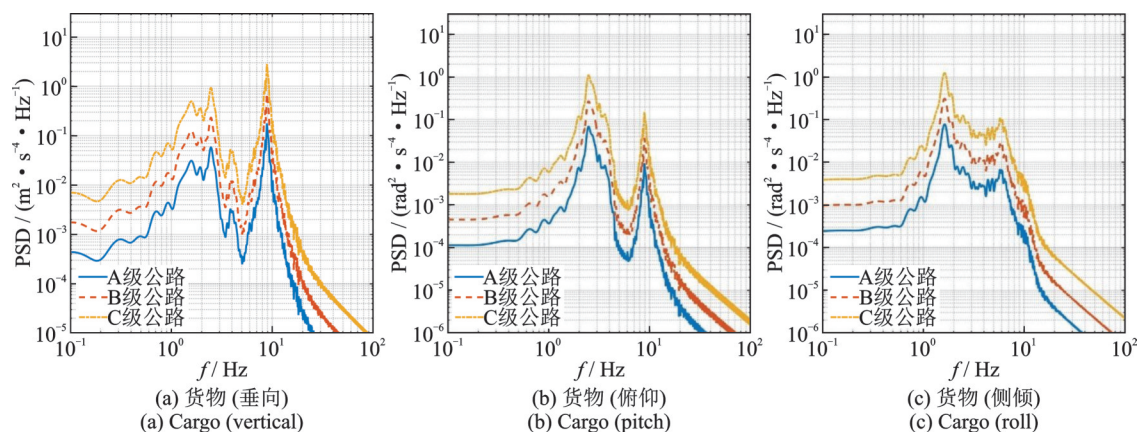 PSD / (m² • s⁻⁴ • Hz⁻¹)
10¹
10⁰
10⁻¹
10⁻²
10⁻³
10⁻⁴
10⁻⁵
A级公路
B级公路
C级公路
10⁻¹ 10⁰ 10¹ 10²
f / Hz
(a) 货物 (垂向)
(a) Cargo (vertical)
PSD / (rad² • s⁻⁴ • Hz⁻¹)
10¹
10⁰
10⁻¹
10⁻²
10⁻³
10⁻⁴
10⁻⁵
10⁻⁶
A级公路
B级公路
C级公路
10⁻¹ 10⁰ 10¹ 10²
f / Hz
(b) 货物 (俯仰)
(b) Cargo (pitch)
PSD / (rad² • s⁻⁴ • Hz⁻¹)
10¹
10⁰
10⁻¹
10⁻²
10⁻³
10⁻⁴
10⁻⁵
10⁻⁶
A级公路
B级公路
C级公路
10⁻¹ 10⁰ 10¹ 10²
f / Hz
(c) 货物 (侧倾)
(c) Cargo (roll)